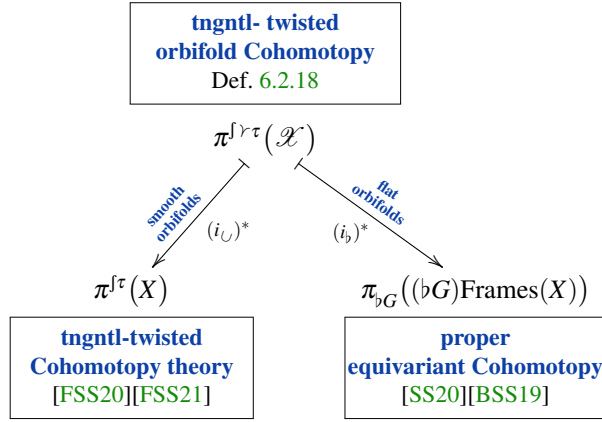 tngntl- twisted
orbifold Cohomotopy
Def. 6.2.18
π^{ʃ ϒ τ}(𝒳)
smooth
orbifolds
(i_◡)*
flat
orbifolds
(i_♭)*
π^{ʃτ}(X)
π_{♭G}((♭G)Frames(X))
tngntl-twisted
Cohomotopy theory
[FSS20][FSS21]
proper
equivariant Cohomotopy
[SS20][BSS19]